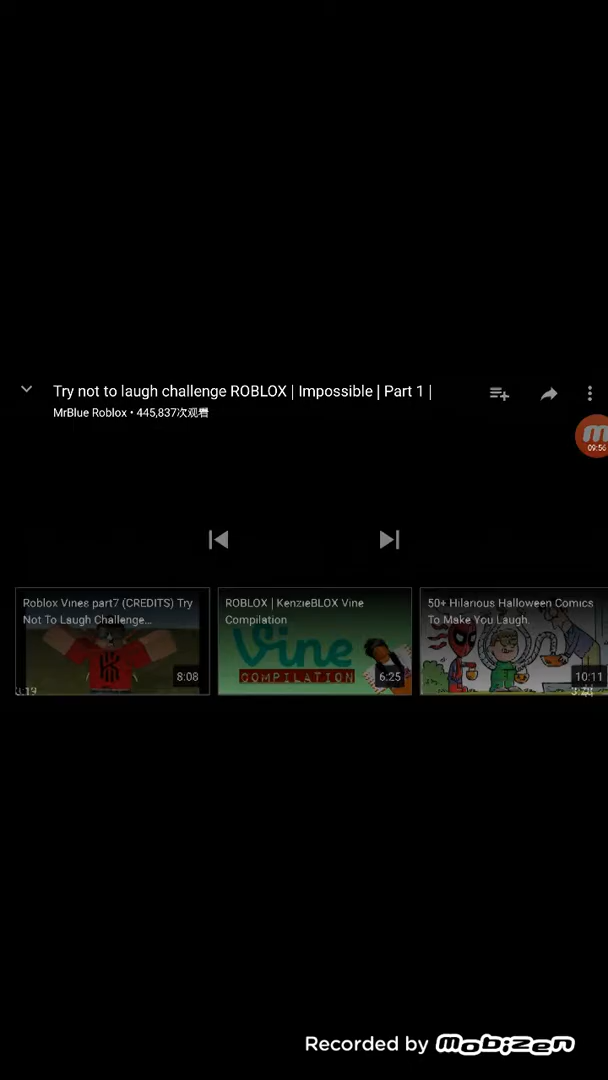 Try not to laugh challenge ROBLOX | Impossible | Part 1 |
MrBlue Roblox • 445,837次观看
09:56
Roblox Vines part7 (CREDITS) Try
Not To Laugh Challenge...
8:08
3:19
ROBLOX | KenzieBLOX Vine
Compilation
Vine
COMPILATION
6:25
50+ Hilarious Halloween Comics
To Make You Laugh.
10:11
Recorded by mobizen